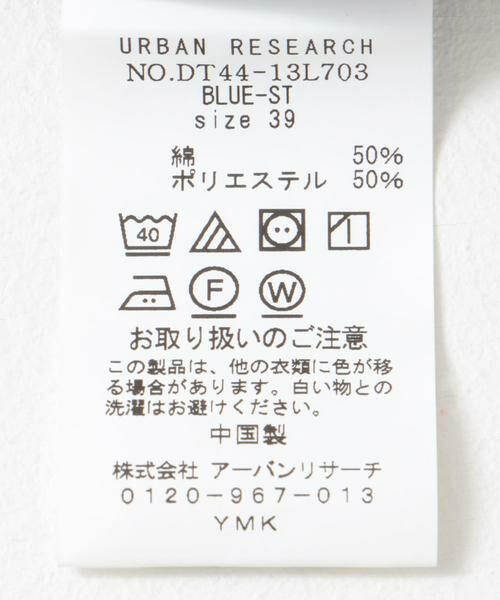 URBAN RESEARCH
NO.DT44-13L703
BLUE-ST
size 39
綿 50%
ポリエステル 50%
40
F W
お取り扱いのご注意
この製品は、他の衣類に色が移
る場合があります。白い物との
洗濯はお避けください。
中国製
株式会社 アーバンリサーチ
0120-967-013
YMK